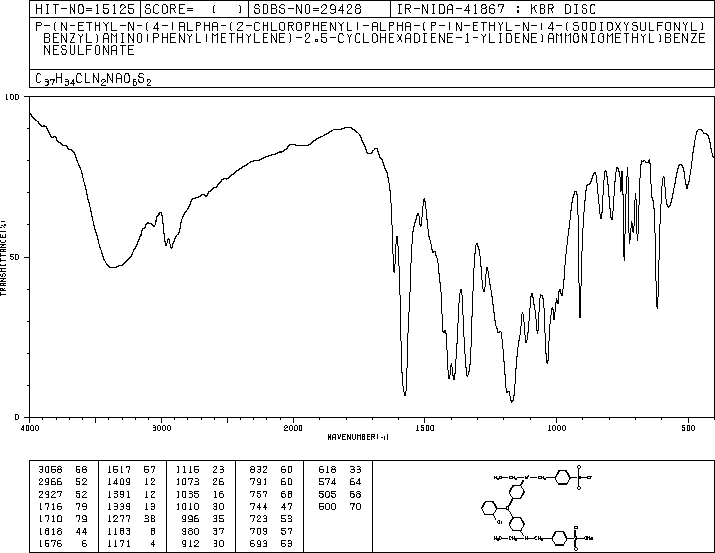 HIT-NO=15125 SCORE= ( ) SDBS-NO=29428 IR-NIDA-41867 : KBR DISC
P-(N-ETHYL-N-(4-(ALPHA-(2-CHLOROPHENYL)-ALPHA-(P-(N-ETHYL-N-(4-(SODIOXYSULFONYL)
BENZYL)AMINO)PHENYL)METHYLENE)-2,5-CYCLOHEXADIENE-1-YLIDENE)AMMONIOMETHYL)BENZE
NESULFONATE
C37H34CLN2NAO6S2
100
50
0
TRANSMITTANCE(%)
4000 3000 2000 1500 1000 500
WAVENUMBER(-1)
3058 68 1517 57 1115 23 832 60 618 33
2966 52 1409 12 1073 26 791 60 574 64
2927 52 1391 12 1035 16 757 68 505 68
1716 79 1339 13 1010 30 744 47 600 70
1710 79 1277 38 996 35 723 53
1618 44 1183 8 980 37 709 57
1576 6 1171 4 912 30 693 53